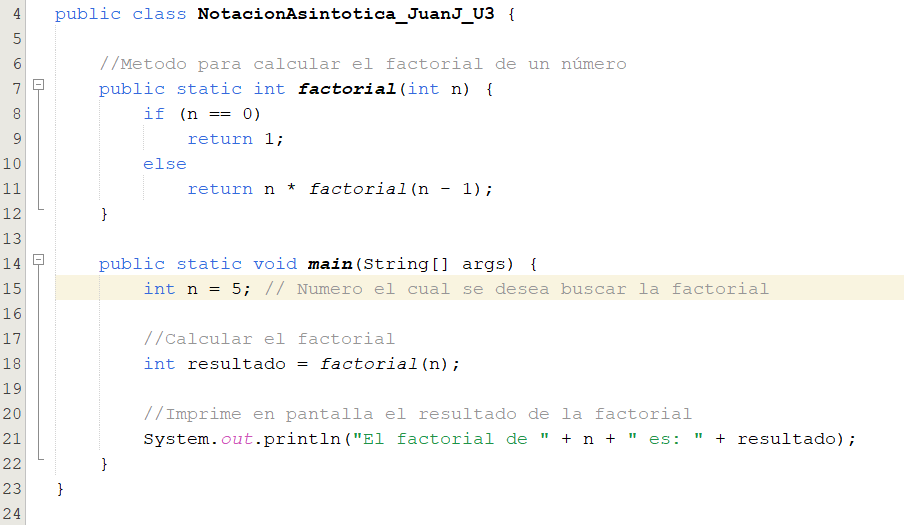 4 public class NotacionAsintotica_JuanJ_U3 {
5
6 //Metodo para calcular el factorial de un número
7 public static int factorial(int n) {
8 if (n == 0)
9 return 1;
10 else
11 return n * factorial(n - 1);
12 }
13
14 public static void main(String[] args) {
15 int n = 5; // Numero el cual se desea buscar la factorial
16
17 //Calcular el factorial
18 int resultado = factorial(n);
19
20 //Imprime en pantalla el resultado de la factorial
21 System.out.println("El factorial de " + n + " es: " + resultado);
22 }
23 }
24